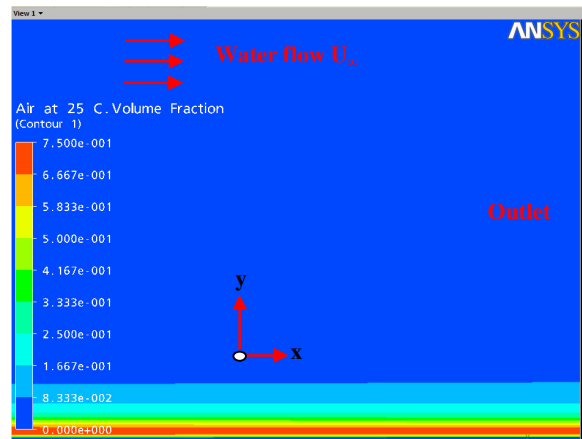 View 1
ANSYS
Water flow U∞
Air at 25 C.Volume Fraction
(Contour 1)
7.500e-001
6.667e-001
5.833e-001
Outlet
5.000e-001
4.167e-001
y
3.333e-001
2.500e-001
x
1.667e-001
8.333e-002
0.000e+000